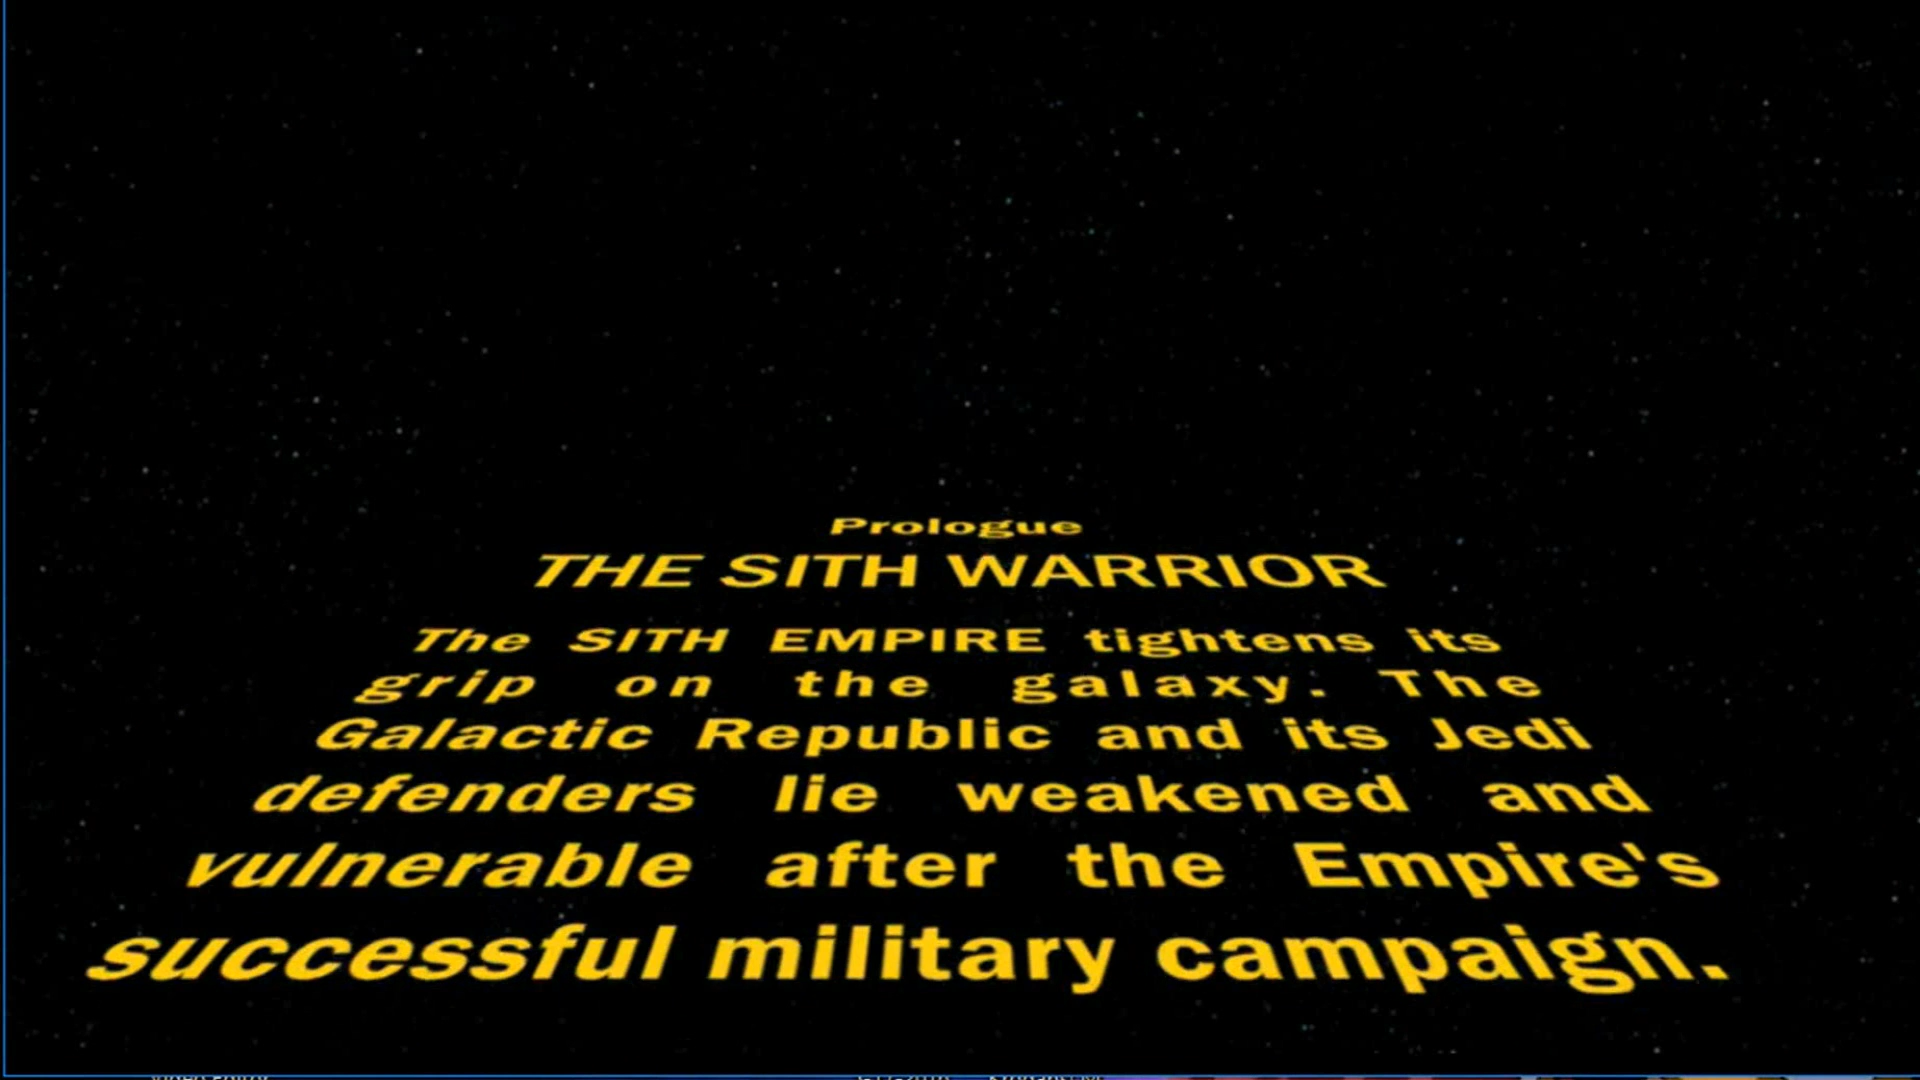 Prologue
THE SITH WARRIOR
The SITH EMPIRE tightens its
grip on the galaxy. The
Galactic Republic and its Jedi
defenders lie weakened and
vulnerable after the Empire's
successful military campaign.